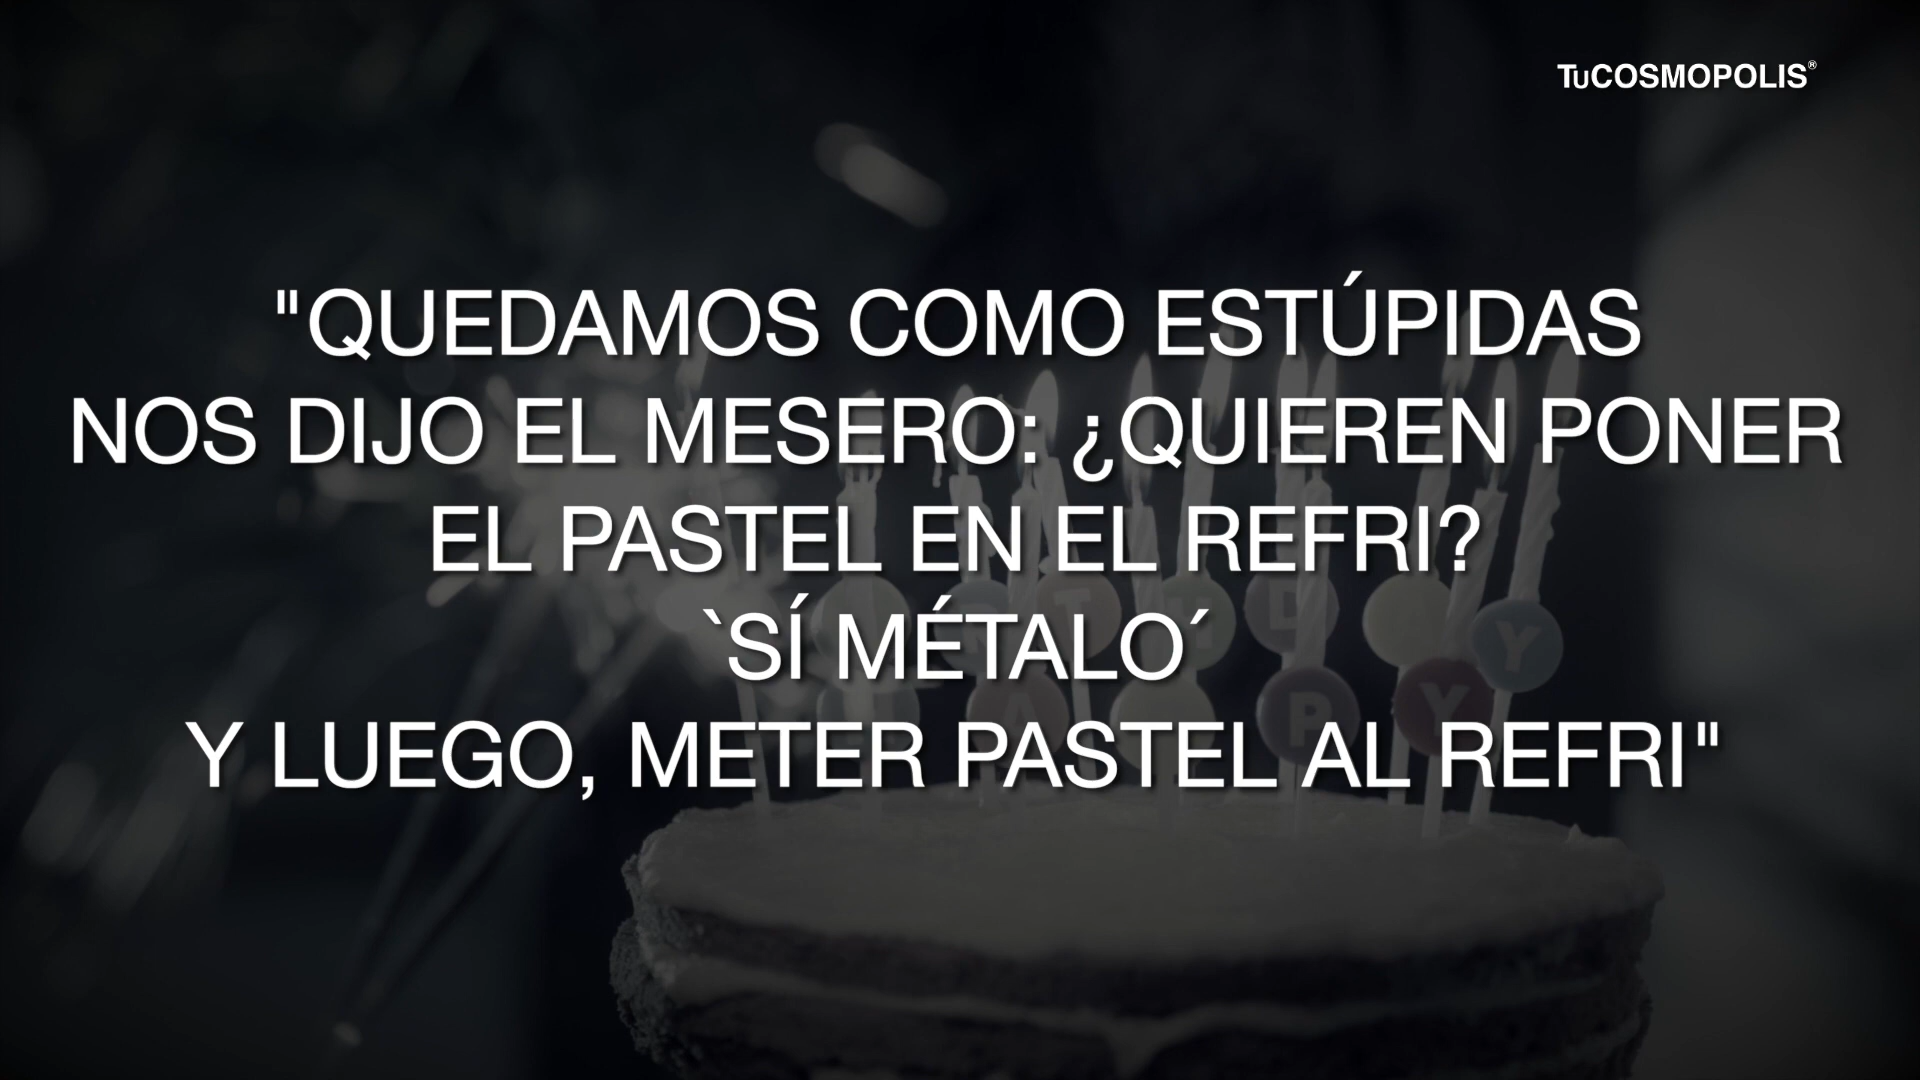 TuCOSMOPOLIS®
"QUEDAMOS COMO ESTÚPIDAS
NOS DIJO EL MESERO: ¿QUIEREN PONER
EL PASTEL EN EL REFRI?
`SÍ MÉTALO´
Y LUEGO, METER PASTEL AL REFRI"